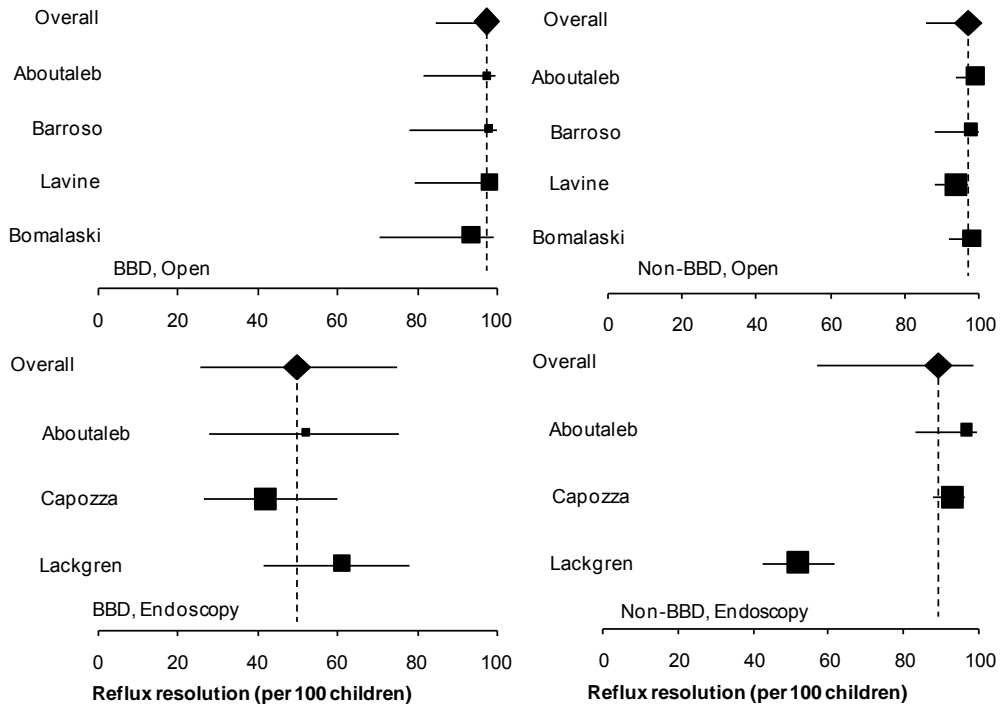 Overall
Aboutaleb
Barroso
Lavine
Bomalaski
BBD, Open
0 20 40 60 80 100
Overall
Aboutaleb
Barroso
Lavine
Bomalaski
Non-BBD, Open
0 20 40 60 80 100
Overall
Aboutaleb
Capozza
Lackgren
BBD, Endoscopy
0 20 40 60 80 100
Reflux resolution (per 100 children)
Overall
Aboutaleb
Capozza
Lackgren
Non-BBD, Endoscopy
0 20 40 60 80 100
Reflux resolution (per 100 children)